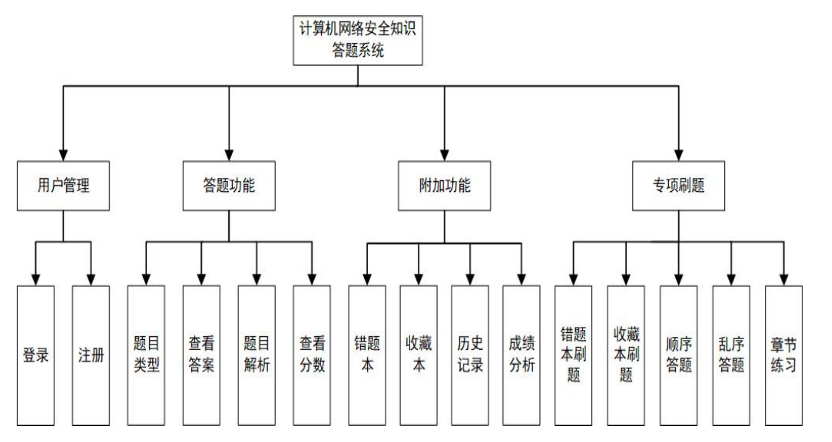 计算机网络安全知识
答题系统
用户管理
答题功能
附加功能
专项刷题
登录
注册
题目
类型
查看
答案
题目
解析
查看
分数
错题
本
收藏
本
历史
记录
成绩
分析
错题
本刷
题
收藏
本刷
题
顺序
答题
乱序
答题
章节
练习